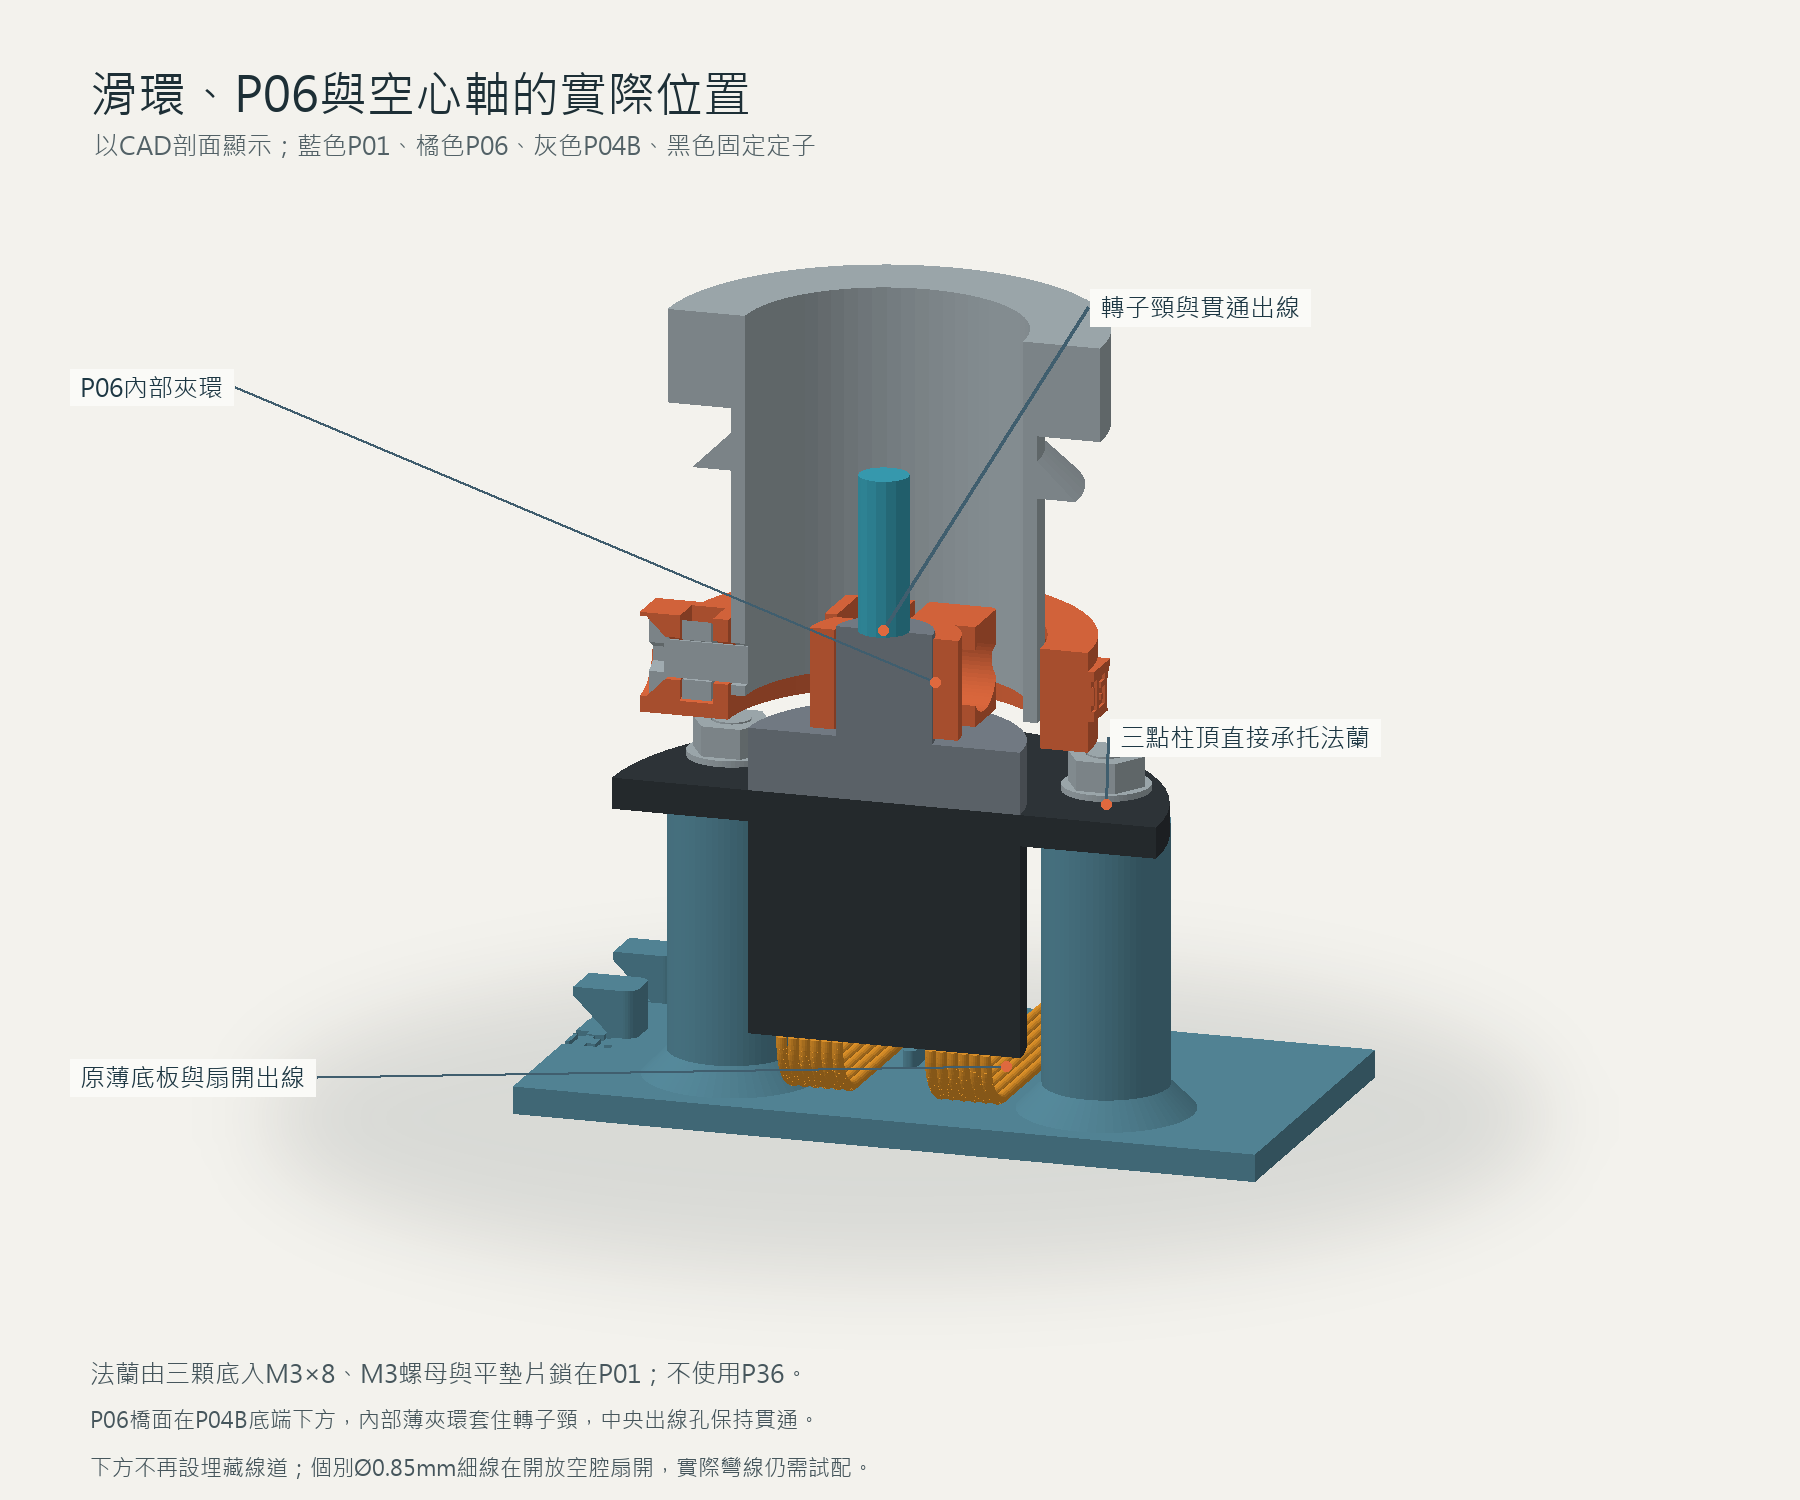 滑環、P06與空心軸的實際位置
以CAD剖面顯示；藍色P01、橘色P06、灰色P04B、黑色固定定子
轉子頸與貫通出線
P06內部夾環
三點柱頂直接承托法蘭
原薄底板與扇開出線
法蘭由三顆底入M3×8、M3螺母與平墊片鎖在P01；不使用P36。
P06橋面在P04B底端下方，內部薄夾環套住轉子頸，中央出線孔保持貫通。
下方不再設埋藏線道；個別Ø0.85mm細線在開放空腔扇開，實際彎線仍需試配。